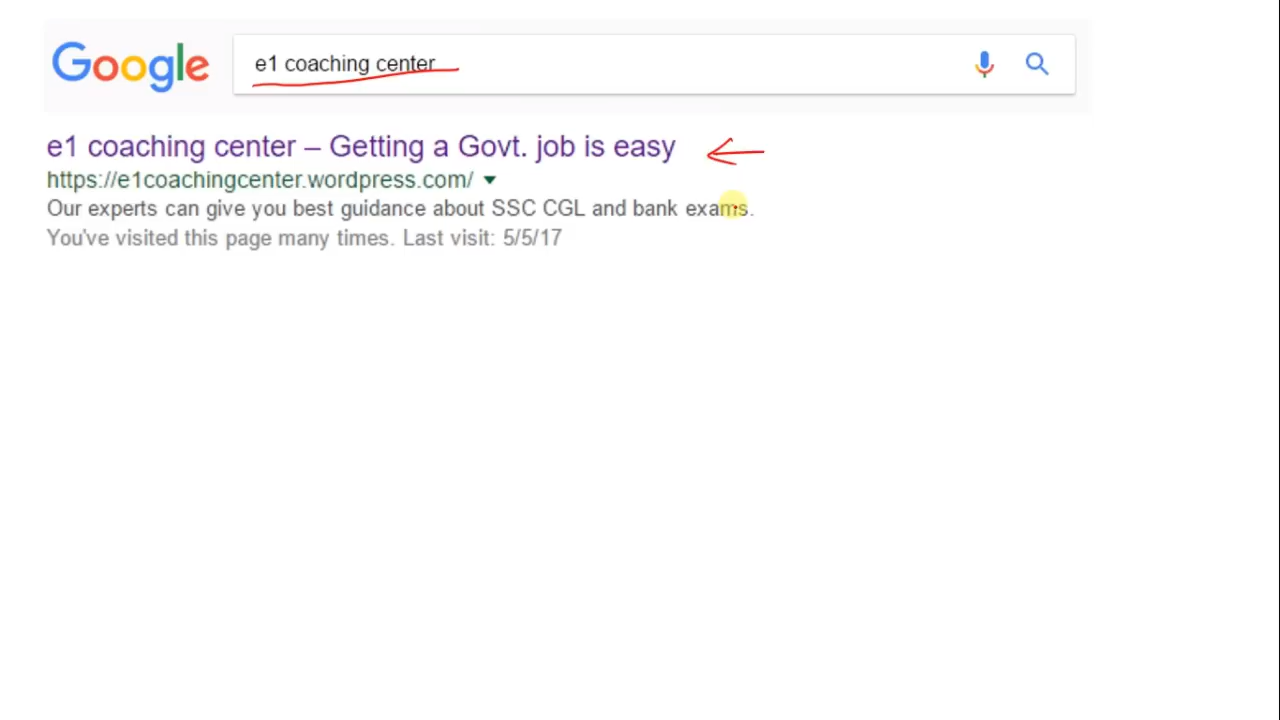 Google e1 coaching center
e1 coaching center – Getting a Govt. job is easy
https://e1coachingcenter.wordpress.com/
Our experts can give you best guidance about SSC CGL and bank exams.
You've visited this page many times. Last visit: 5/5/17